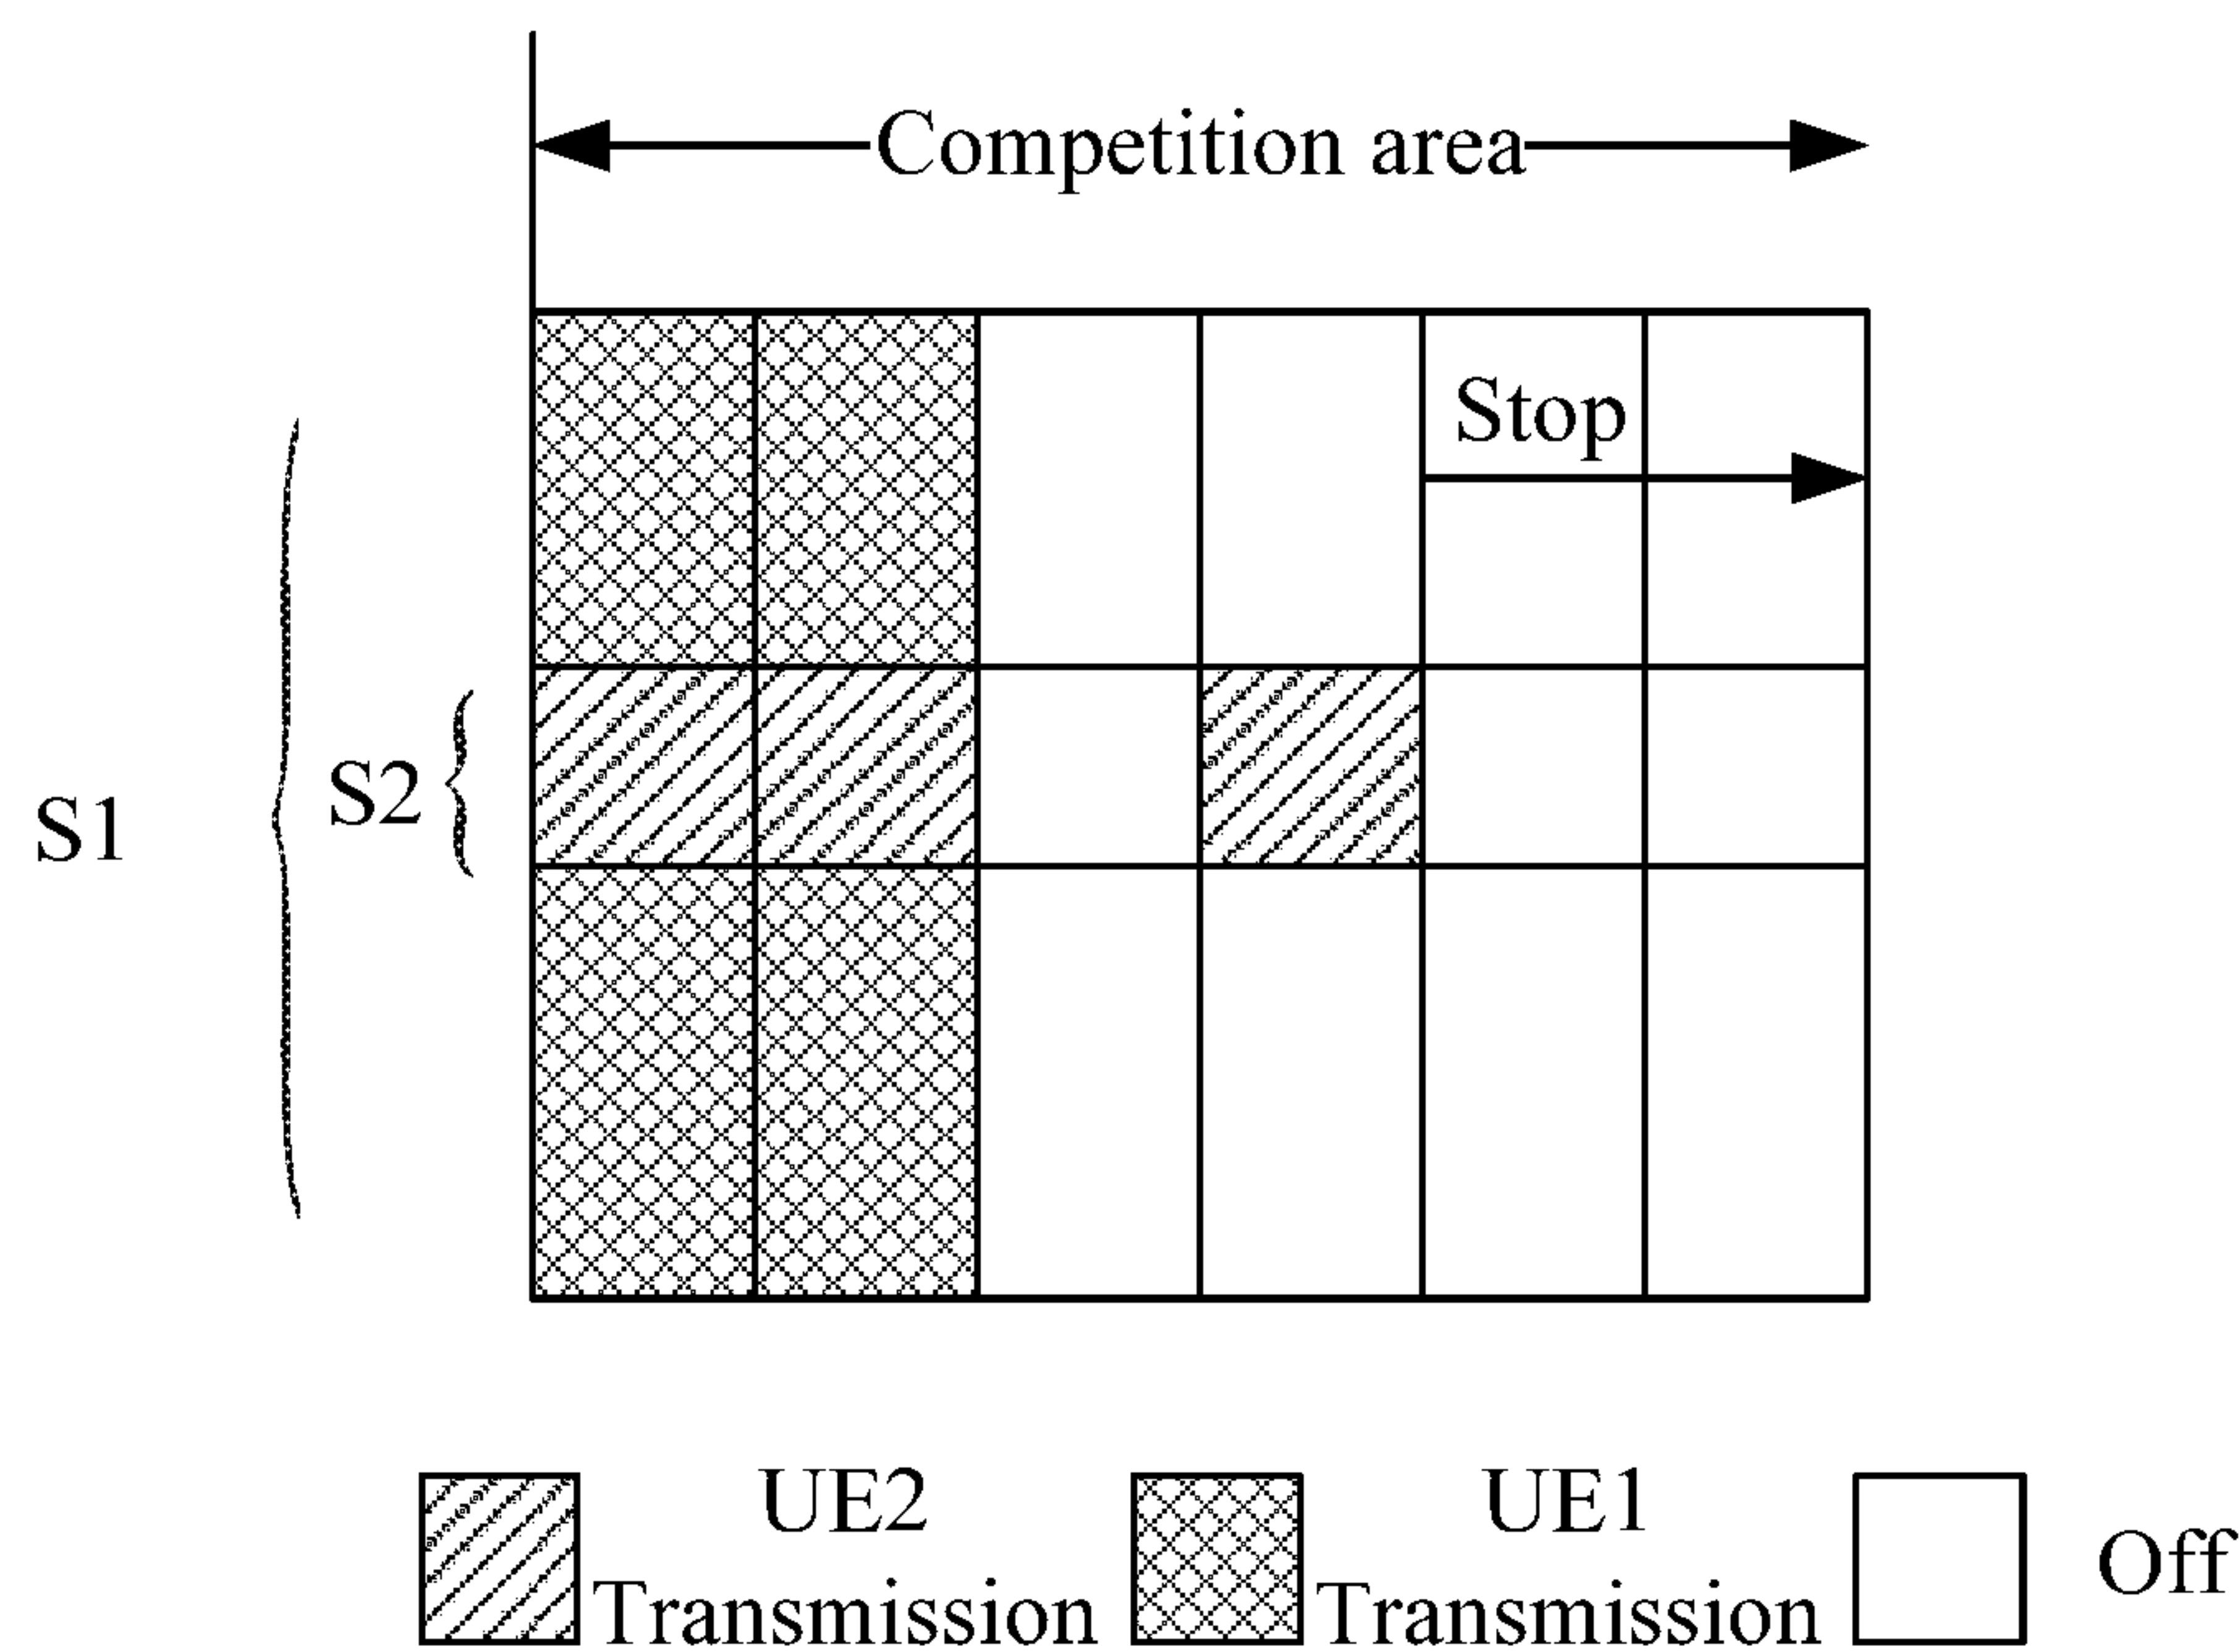 Competition area
Stop
S1
S2
UE2
Transmission
UE1
Transmission
Off